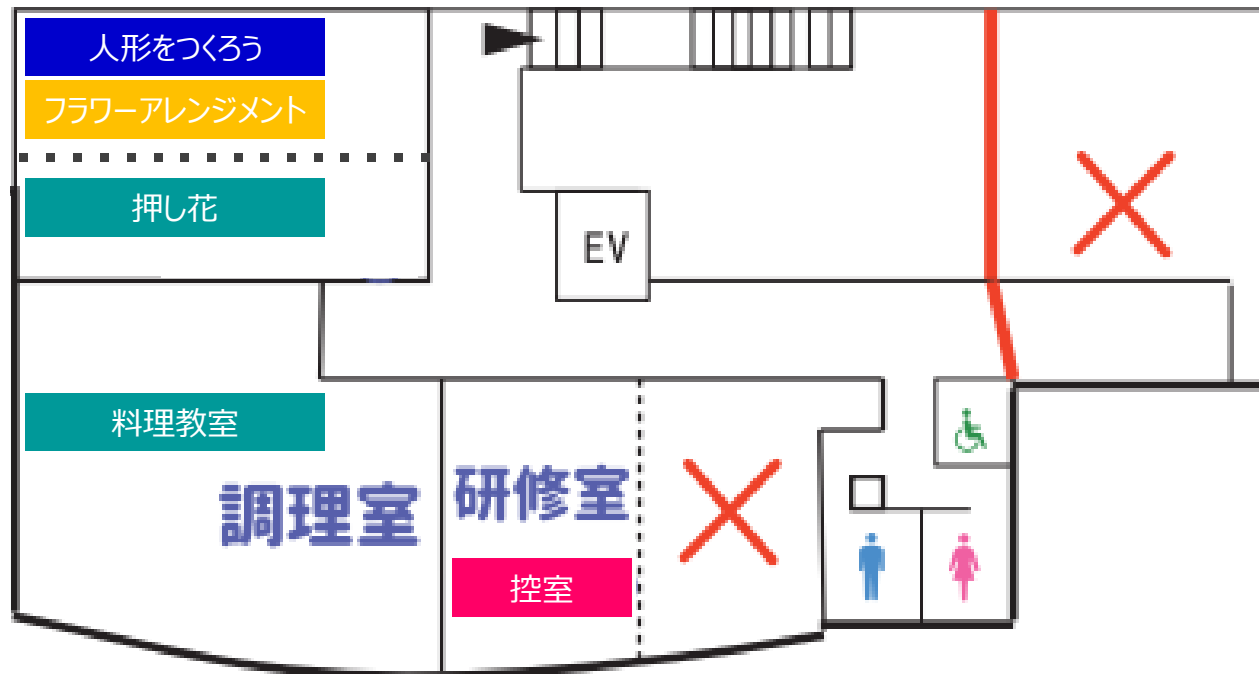 人形をつくろう
フラワーアレンジメント
押し花
EV
料理教室
調理室
研修室
控室